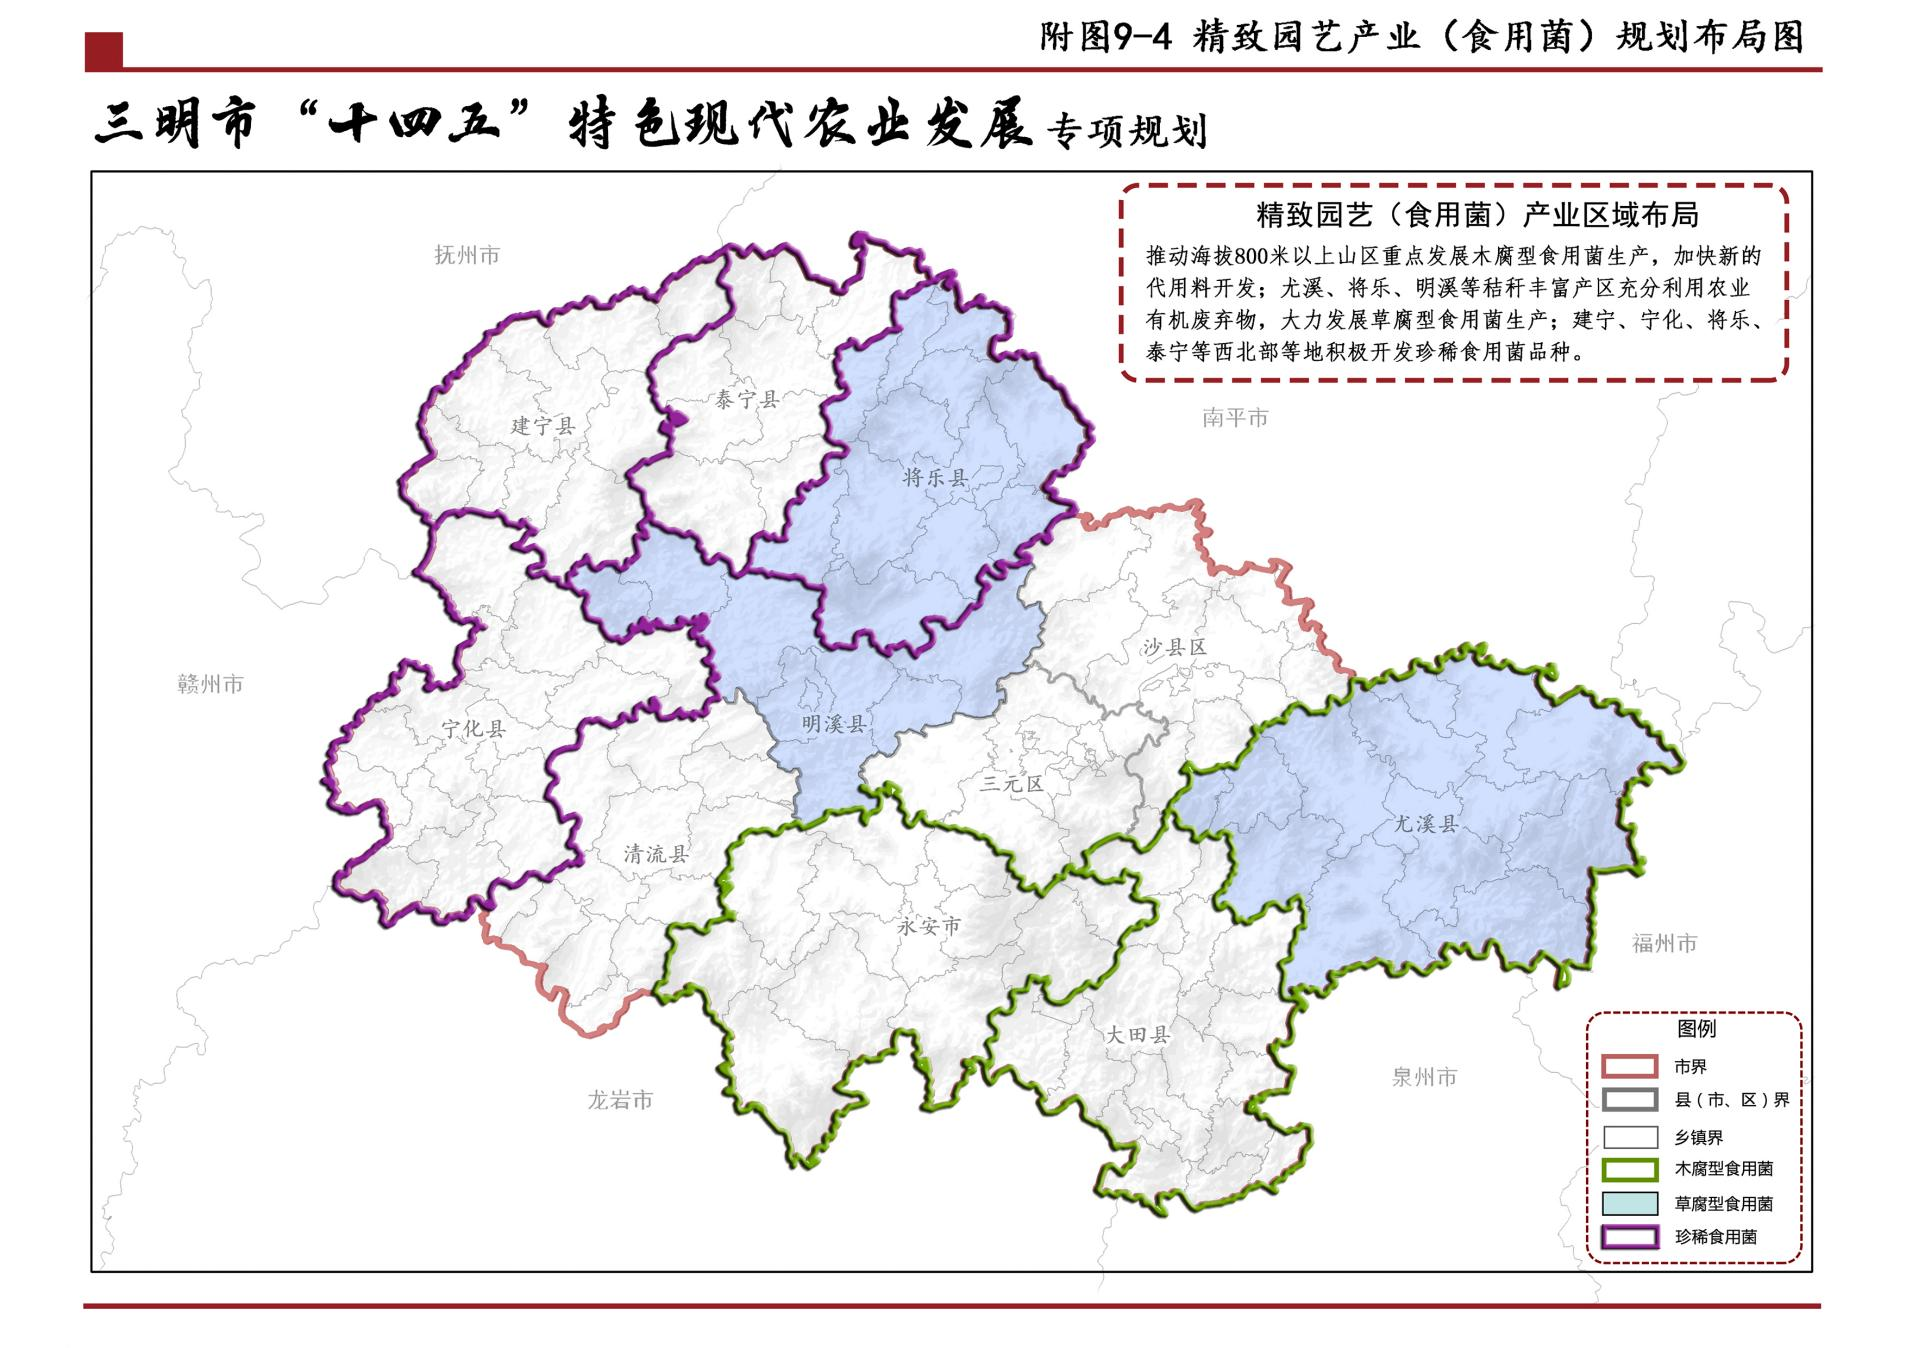 附图9-4 精致园艺产业（食用菌）规划布局图
三明市“十四五”特色现代农业发展专项规划
精致园艺（食用菌）产业区域布局
推动海拔800米以上山区重点发展木腐型食用菌生产，加快新的
代用料开发；尤溪、将乐、明溪等秸秆丰富产区充分利用农业
有机废弃物，大力发展草腐型食用菌生产；建宁、宁化、将乐、
泰宁等西北部等地积极开发珍稀食用菌品种。
抚州市
南平市
泰宁县
建宁县
将乐县
沙县区
赣州市
明溪县
宁化县
三元区
尤溪县
清流县
永安市
福州市
大田县
泉州市
龙岩市
图例
市界
县（市、区）界
乡镇界
木腐型食用菌
草腐型食用菌
珍稀食用菌